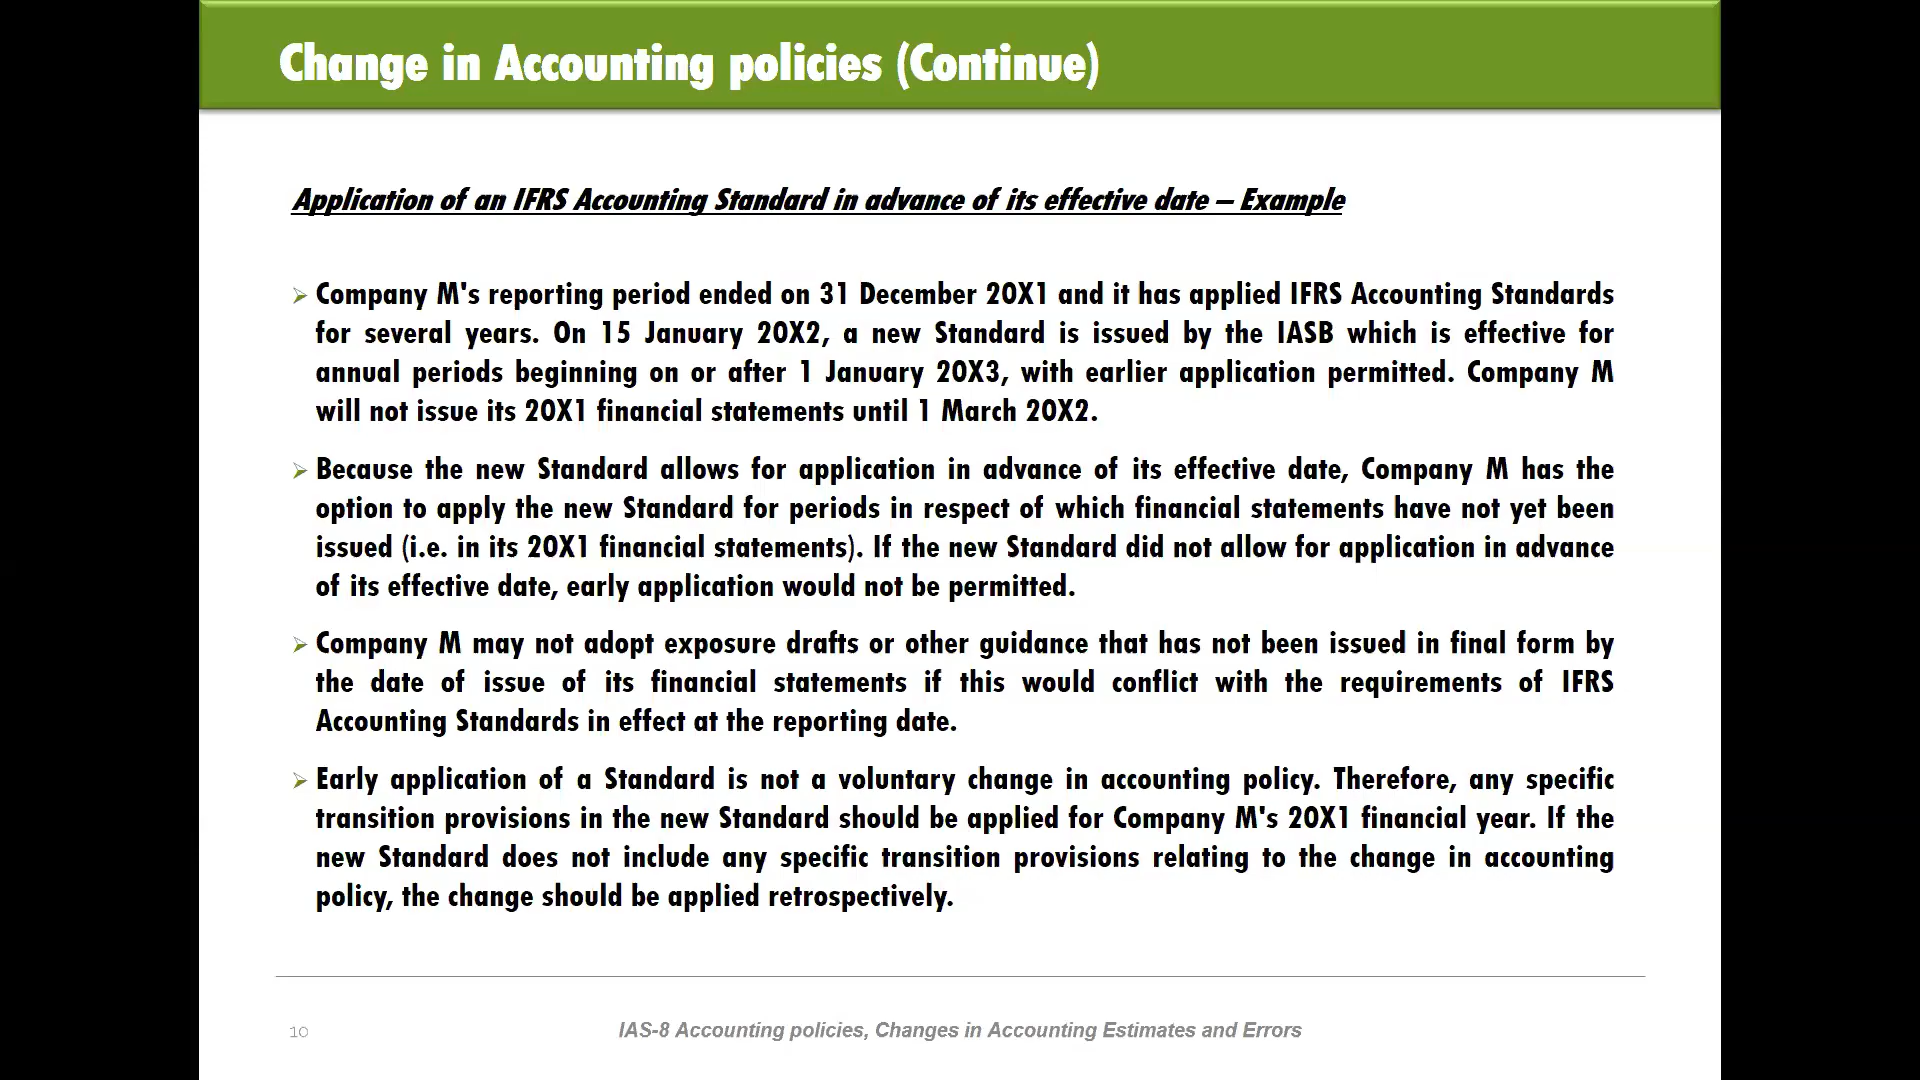 Change in Accounting policies (Continue)
Application of an IFRS Accounting Standard in advance of its effective date – Example
Company M's reporting period ended on 31 December 20X1 and it has applied IFRS Accounting Standards
for several years. On 15 January 20X2, a new Standard is issued by the IASB which is effective for
annual periods beginning on or after 1 January 20X3, with earlier application permitted. Company M
will not issue its 20X1 financial statements until 1 March 20X2.
Because the new Standard allows for application in advance of its effective date, Company M has the
option to apply the new Standard for periods in respect of which financial statements have not yet been
issued (i.e. in its 20X1 financial statements). If the new Standard did not allow for application in advance
of its effective date, early application would not be permitted.
Company M may not adopt exposure drafts or other guidance that has not been issued in final form by
the date of issue of its financial statements if this would conflict with the requirements of IFRS
Accounting Standards in effect at the reporting date.
Early application of a Standard is not a voluntary change in accounting policy. Therefore, any specific
transition provisions in the new Standard should be applied for Company M's 20X1 financial year. If the
new Standard does not include any specific transition provisions relating to the change in accounting
policy, the change should be applied retrospectively.
10
IAS-8 Accounting policies, Changes in Accounting Estimates and Errors